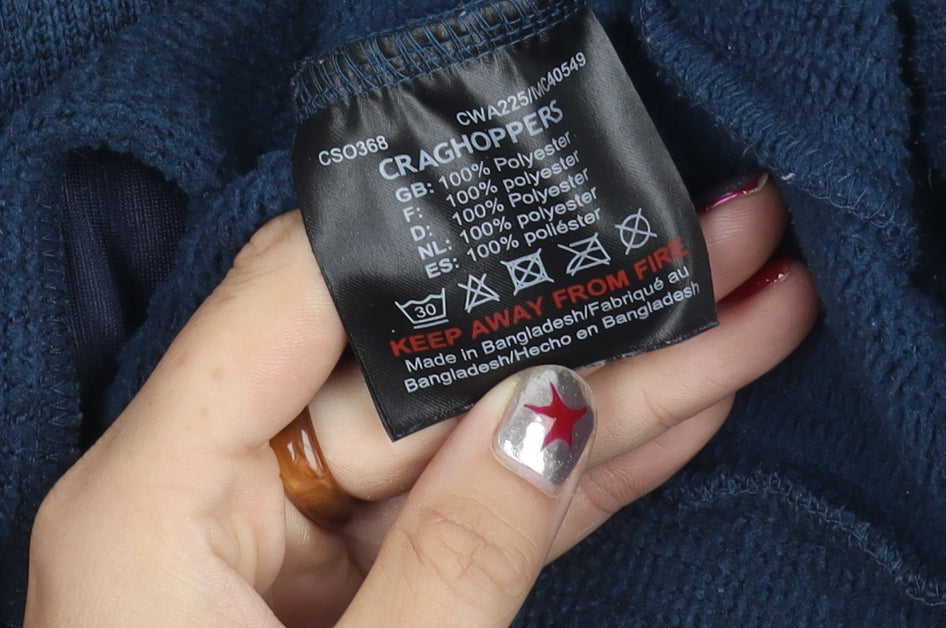 CSO368 CWA225/MC40549
CRAGHOPPERS
GB: 100% Polyester
F: 100% polyester
D: 100% Polyester
NL: 100% polyester
ES: 100% poliéster
30
KEEP AWAY FROM FIRE
Made in Bangladesh/Fabriqué au
Bangladesh/Hecho en Bangladesh